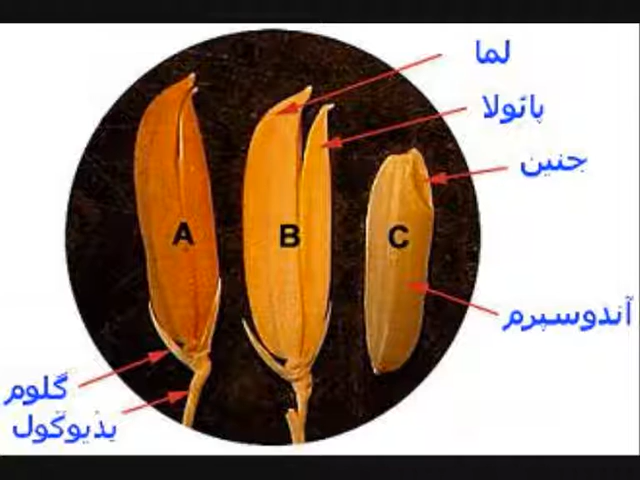 لما
پائولا
جنین
A B C
آندوسپرم
گلوم
پدیوکول